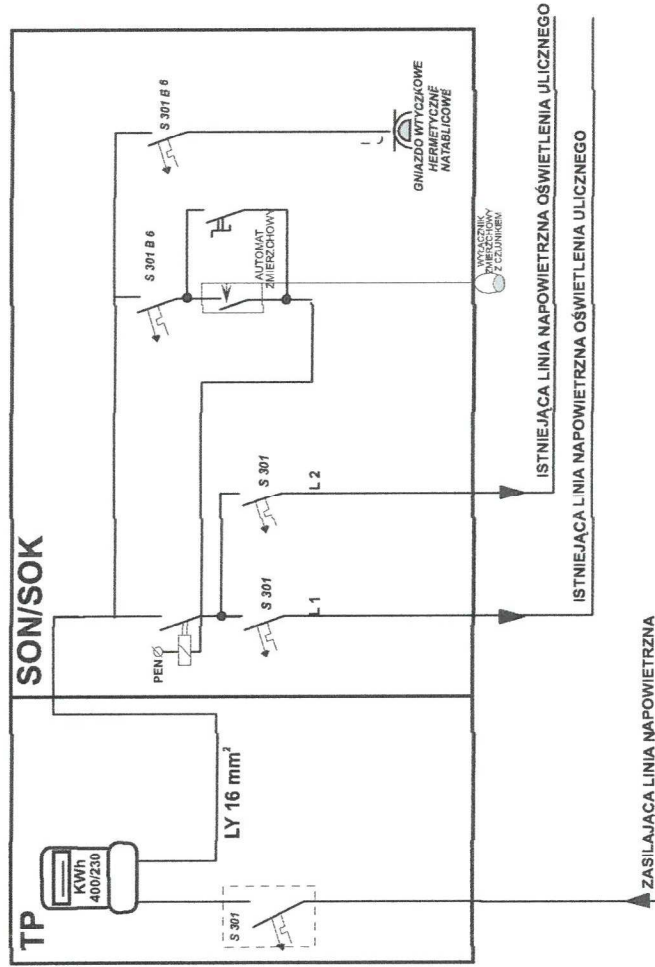 TP
KWh
400/230
S 301
LY 16 mm²
ZASILAJĄCA LINIA NAPOWIETRZNA
SON/SOK
PEN
S 301
L 1
S 301
L 2
S 301 B 6
AUTOMAT
ZMIERZCHOWY
S 301 B 6
GNIAZDO WTYCZKOWE
HERMETYCZNE
NATABLICOWE
WYŁĄCZNIK
ZMIERZCHOWY
Z CZUJNIKIEM
ISTNIEJĄCA LINIA NAPOWIETRZNA OŚWIETLENIA ULICZNEGO
ISTNIEJĄCA LINIA NAPOWIETRZNA OŚWIETLENIA ULICZNEGO